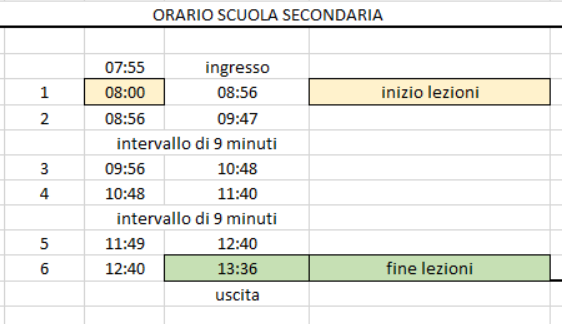 ORARIO SCUOLA SECONDARIA
07:55 ingresso
1 08:00 08:56 inizio lezioni
2 08:56 09:47
intervallo di 9 minuti
3 09:56 10:48
4 10:48 11:40
intervallo di 9 minuti
5 11:49 12:40
6 12:40 13:36 fine lezioni
uscita